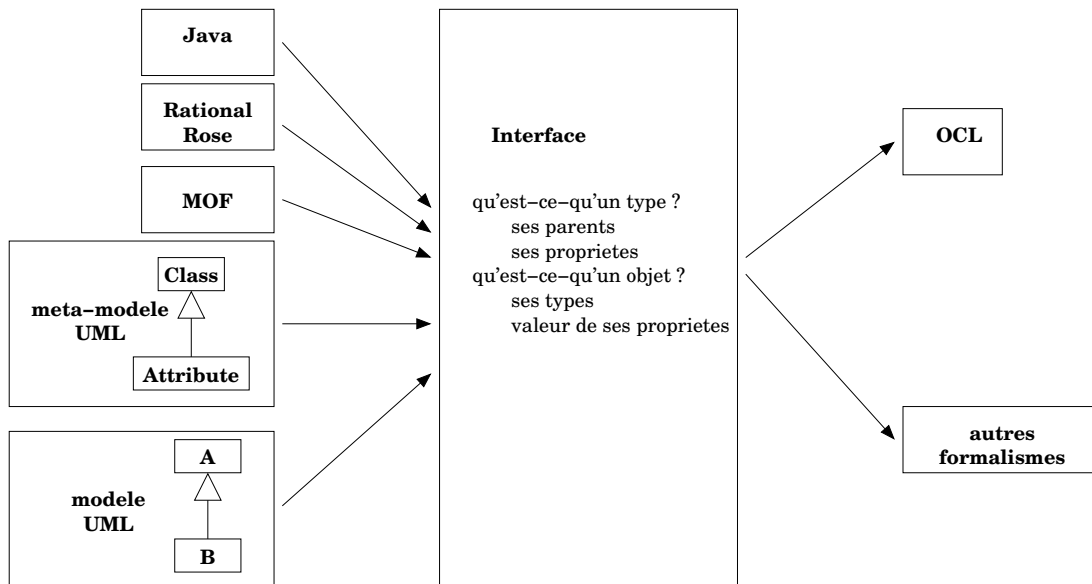 Java
Rational
Rose
MOF
Class
meta−modele
UML
Attribute
A
modele
UML
B
Interface
qu'est−ce−qu'un type ?
ses parents
ses proprietes
qu'est−ce−qu'un objet ?
ses types
valeur de ses proprietes
OCL
autres
formalismes